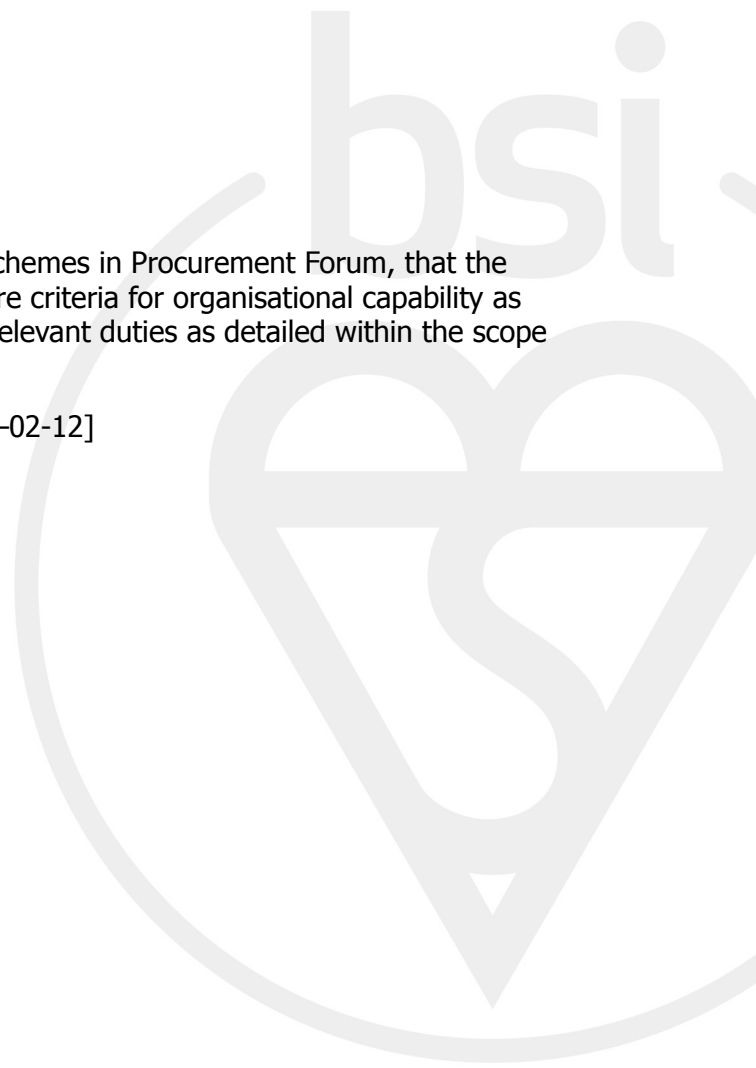 bsi
chemes in Procurement Forum, that the
re criteria for organisational capability as
elevant duties as detailed within the scope
-02-12]